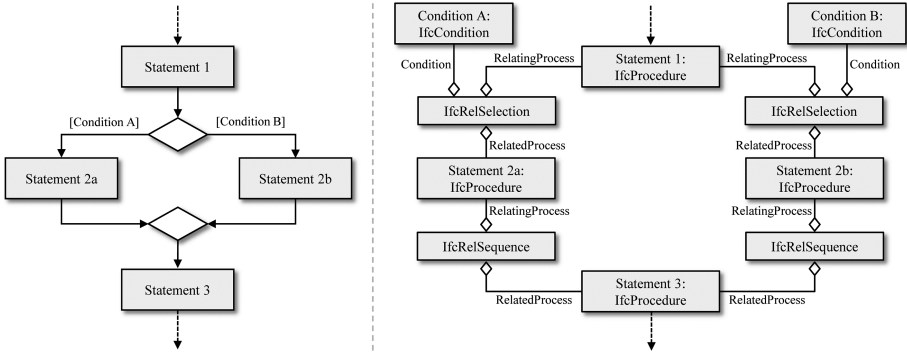 Statement 1
[Condition A]
[Condition B]
Statement 2a
Statement 2b
Statement 3
Condition A:
IfcCondition
Condition B:
IfcCondition
Condition
RelatingProcess
Statement 1:
IfcProcedure
RelatingProcess
Condition
IfcRelSelection
IfcRelSelection
RelatedProcess
RelatedProcess
Statement 2a:
IfcProcedure
Statement 2b:
IfcProcedure
RelatingProcess
RelatingProcess
IfcRelSequence
IfcRelSequence
Statement 3:
IfcProcedure
RelatedProcess
RelatedProcess